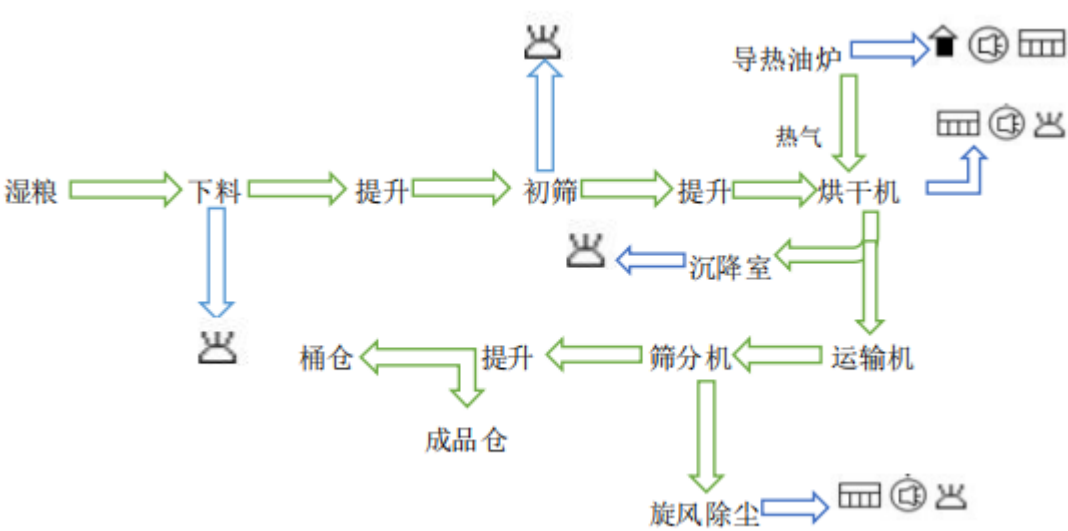 导热油炉
热气
湿粮 下料 提升 初筛 提升 烘干机
沉降室
桶仓 提升 筛分机 运输机
成品仓
旋风除尘